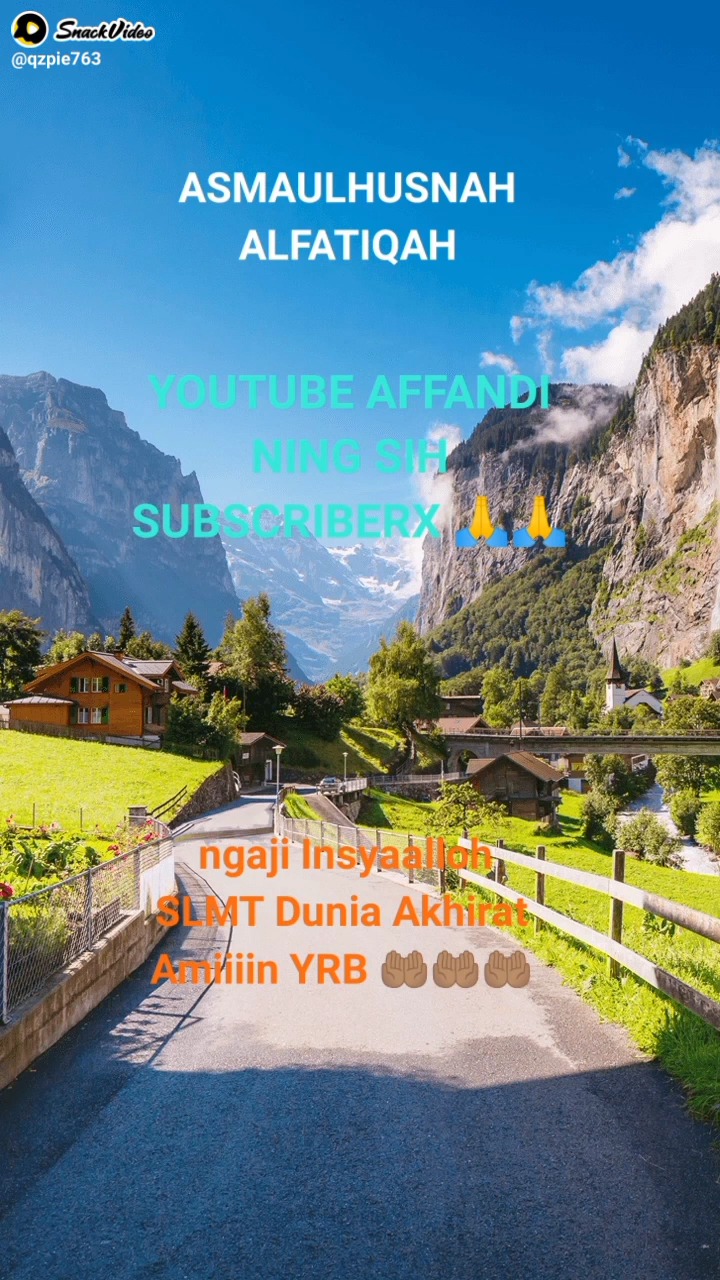 SnackVideo
@qzpie763
ASMAULHUSNAH
ALFATIQAH
YOUTUBE AFFANDI
NING SIH
SUBSCRIBERX 🙏🙏
ngaji Insyaalloh
SLMT Dunia Akhirat
Amiiiin YRB 🤲🏽🤲🏽🤲🏽